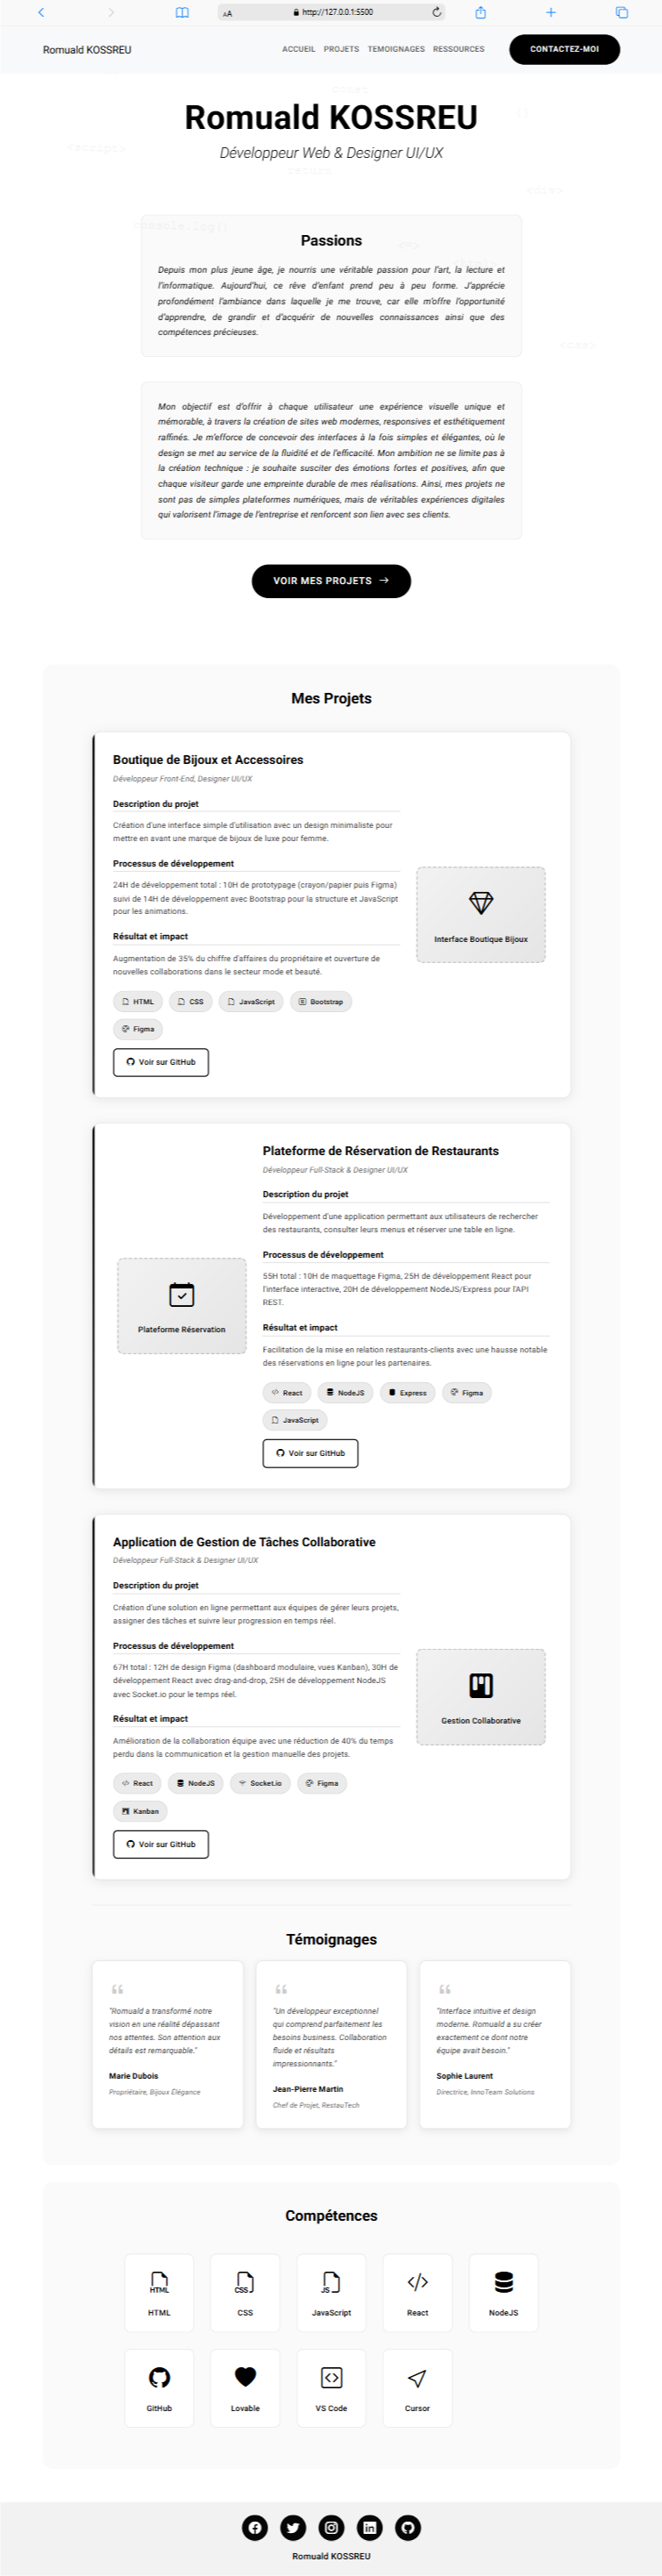 AA http://127.0.0.1:5500
Romuald KOSSREU
ACCUEIL PROJETS TEMOIGNAGES RESSOURCES
CONTACTEZ-MOI
const
Romuald KOSSREU
<script>
Développeur Web & Designer UI/UX
return
<div>
console.log()
Passions
Depuis mon plus jeune âge, je nourris une véritable passion pour l'art, la lecture et
l'informatique. Aujourd'hui, ce rêve d'enfant prend peu à peu forme. J'apprécie
profondément l'ambiance dans laquelle je me trouve, car elle m'offre l'opportunité
d'apprendre, de grandir et d'acquérir de nouvelles connaissances ainsi que des
compétences précieuses.
Mon objectif est d'offrir à chaque utilisateur une expérience visuelle unique et
mémorable, à travers la création de sites web modernes, responsives et esthétiquement
raffinés. Je m'efforce de concevoir des interfaces à la fois simples et élégantes, où le
design se met au service de la fluidité et de l'efficacité. Mon ambition ne se limite pas à
la création technique : je souhaite susciter des émotions fortes et positives, afin que
chaque visiteur garde une empreinte durable de mes réalisations. Ainsi, mes projets ne
sont pas de simples plateformes numériques, mais de véritables expériences digitales
qui valorisent l'image de l'entreprise et renforcent son lien avec ses clients.
VOIR MES PROJETS →
Mes Projets
Boutique de Bijoux et Accessoires
Développeur Front-End, Designer UI/UX
Description du projet
Création d'une interface simple d'utilisation avec un design minimaliste pour
mettre en avant une marque de bijoux de luxe pour femme.
Processus de développement
24H de développement total : 10H de prototypage (crayon/papier puis Figma)
suivi de 14H de développement avec Bootstrap pour la structure et JavaScript
pour les animations.
Résultat et impact
Augmentation de 35% du chiffre d'affaires du propriétaire et ouverture de
nouvelles collaborations dans le secteur mode et beauté.
HTML CSS JavaScript Bootstrap
Figma
Voir sur GitHub
Interface Boutique Bijoux
Plateforme de Réservation de Restaurants
Développeur Full-Stack & Designer UI/UX
Description du projet
Développement d'une application permettant aux utilisateurs de rechercher
des restaurants, consulter leurs menus et réserver une table en ligne.
Processus de développement
55H total : 10H de maquettage Figma, 25H de développement React pour
l'interface interactive, 20H de développement NodeJS/Express pour l'API
REST.
Résultat et impact
Facilitation de la mise en relation restaurants-clients avec une hausse notable
des réservations en ligne pour les partenaires.
React NodeJS Express Figma
JavaScript
Voir sur GitHub
Plateforme Réservation
Application de Gestion de Tâches Collaborative
Développeur Full-Stack & Designer UI/UX
Description du projet
Création d'une solution en ligne permettant aux équipes de gérer leurs projets,
assigner des tâches et suivre leur progression en temps réel.
Processus de développement
67H total : 12H de design Figma (dashboard modulaire, vues Kanban), 30H de
développement React avec drag-and-drop, 25H de développement NodeJS
avec Socket.io pour le temps réel.
Résultat et impact
Amélioration de la collaboration équipe avec une réduction de 40% du temps
perdu dans la communication et la gestion manuelle des projets.
React NodeJS Socket.io Figma
Kanban
Voir sur GitHub
Gestion Collaborative
Témoignages
"Romuald a transformé notre
vision en une réalité dépassant
nos attentes. Son attention aux
détails est remarquable."
Marie Dubois
Propriétaire, Bijoux Élégance
"Un développeur exceptionnel
qui comprend parfaitement les
besoins business. Collaboration
fluide et résultats
impressionnants."
Jean-Pierre Martin
Chef de Projet, RestauTech
"Interface intuitive et design
moderne. Romuald a su créer
exactement ce dont notre
équipe avait besoin."
Sophie Laurent
Directrice, InnoTeam Solutions
Compétences
HTML CSS JS
HTML CSS JavaScript React NodeJS
GitHub Lovable VS Code Cursor
Romuald KOSSREU